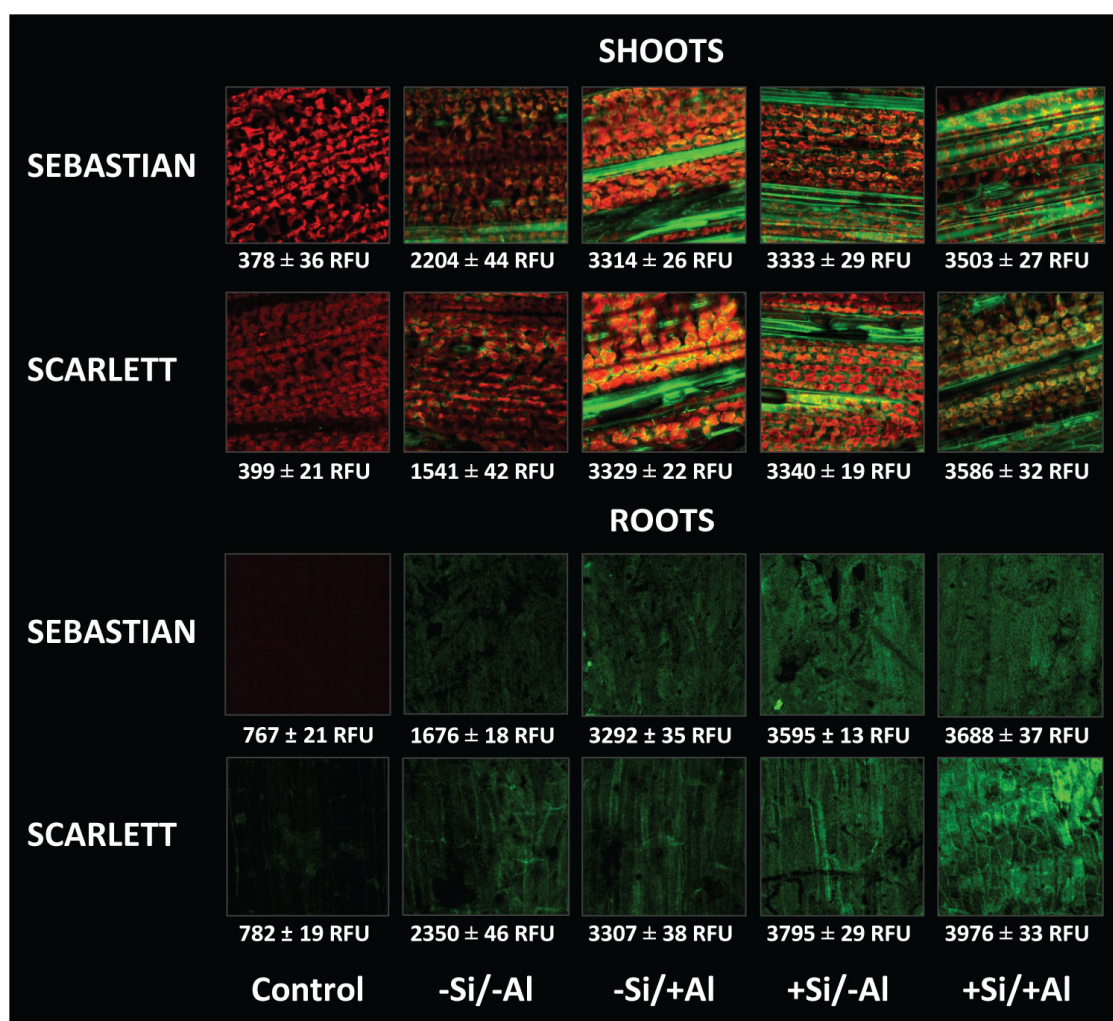 SHOOTS
SEBASTIAN
378 ± 36 RFU 2204 ± 44 RFU 3314 ± 26 RFU 3333 ± 29 RFU 3503 ± 27 RFU
SCARLETT
399 ± 21 RFU 1541 ± 42 RFU 3329 ± 22 RFU 3340 ± 19 RFU 3586 ± 32 RFU
ROOTS
SEBASTIAN
767 ± 21 RFU 1676 ± 18 RFU 3292 ± 35 RFU 3595 ± 13 RFU 3688 ± 37 RFU
SCARLETT
782 ± 19 RFU 2350 ± 46 RFU 3307 ± 38 RFU 3795 ± 29 RFU 3976 ± 33 RFU
Control -Si/-Al -Si/+Al +Si/-Al +Si/+Al